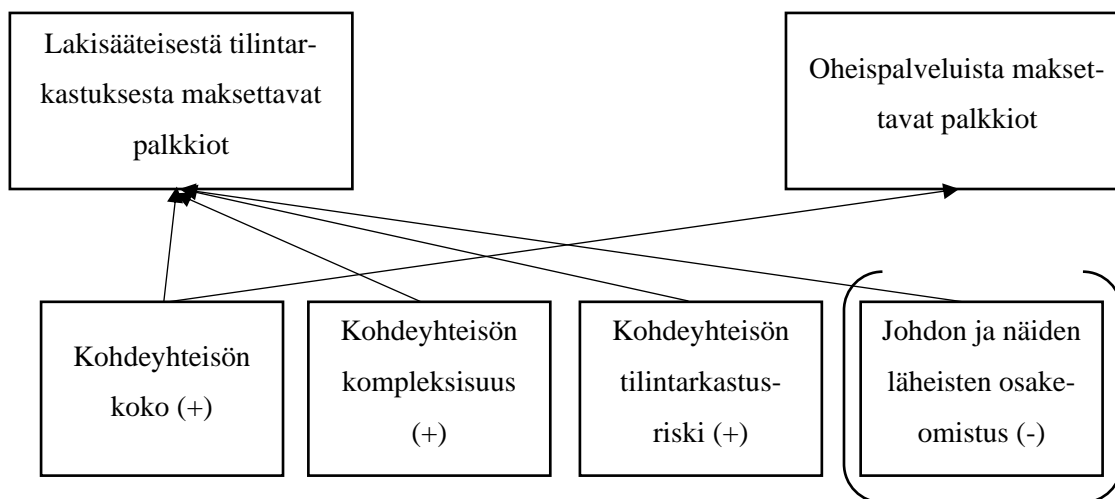 Lakisääteisestä tilintar-
kastuksesta maksettavat
palkkiot
Oheispalveluista makset-
tavat palkkiot
Kohdeyhteisön
koko (+)
Kohdeyhteisön
kompleksisuus
(+)
Kohdeyhteisön
tilintarkastus-
riski (+)
Johdon ja näiden
läheisten osake-
omistus (-)